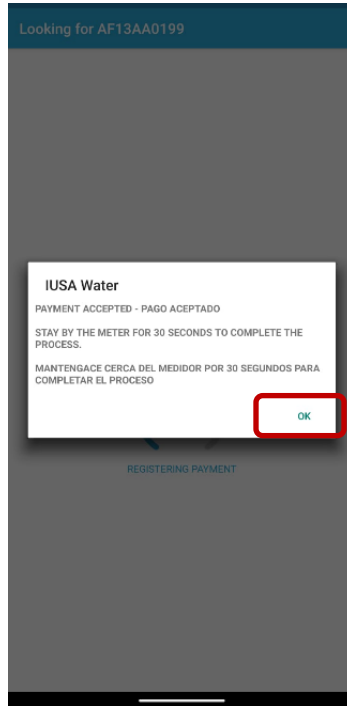 Looking for AF13AA0199
IUSA Water
PAYMENT ACCEPTED - PAGO ACEPTADO
STAY BY THE METER FOR 30 SECONDS TO COMPLETE THE
PROCESS.
MANTENGACE CERCA DEL MEDIDOR POR 30 SEGUNDOS PARA
COMPLETAR EL PROCESO
OK
REGISTERING PAYMENT